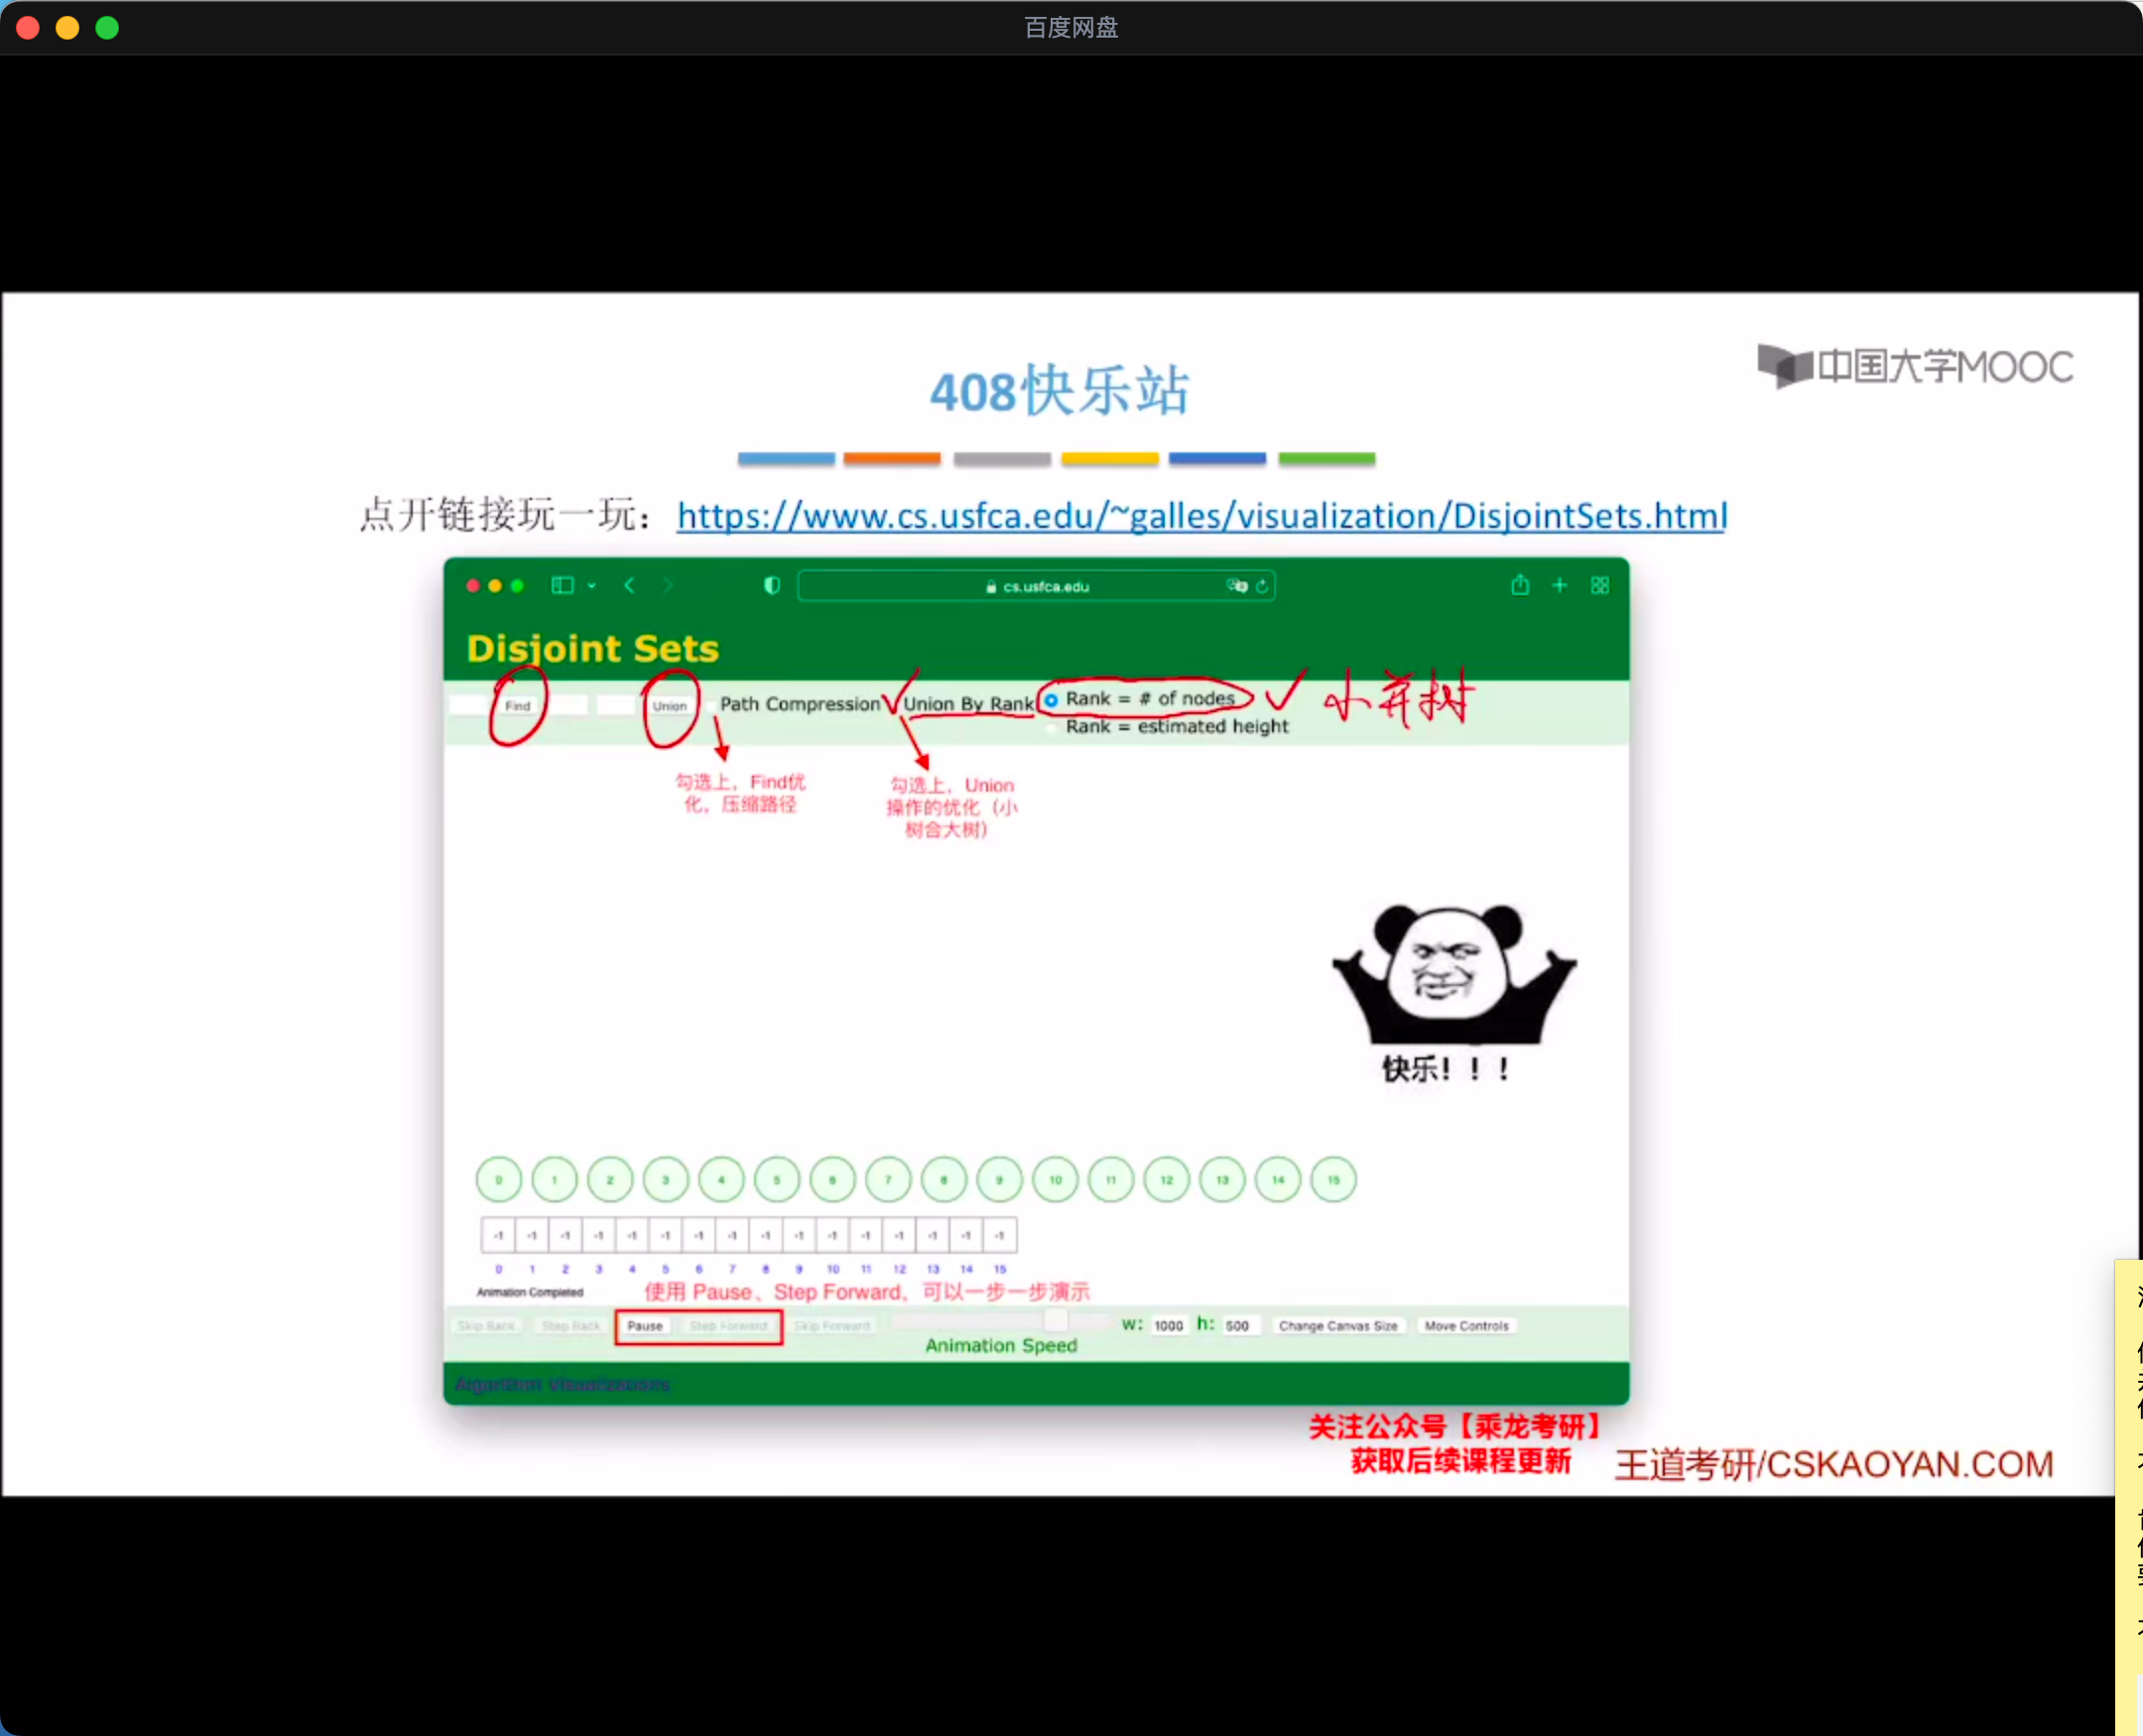 百度网盘
中国大学MOOC
408快乐站
点开链接玩一玩：https://www.cs.usfca.edu/~galles/visualization/DisjointSets.html
cs.usfca.edu
Disjoint Sets
Find Union Path Compression Union By Rank Rank = # of nodes
小并树
Rank = estimated height
勾选上，Find优
化，压缩路径
勾选上，Union
操作的优化（小
树合大树）
快乐！！！
0 1 2 3 4 5 6 7 8 9 10 11 12 13 14 15
-1 -1 -1 -1 -1 -1 -1 -1 -1 -1 -1 -1 -1 -1 -1 -1
0 1 2 3 4 5 6 7 8 9 10 11 12 13 14 15
Animation Completed
使用 Pause、Step Forward，可以一步一步演示
Skip Back Step Back Pause Step Forward Skip Forward w: 1000 h: 500 Change Canvas Size Move Controls
Animation Speed
Algorithm Visualizations
关注公众号【乘龙考研】
获取后续课程更新
王道考研/CSKAOYAN.COM